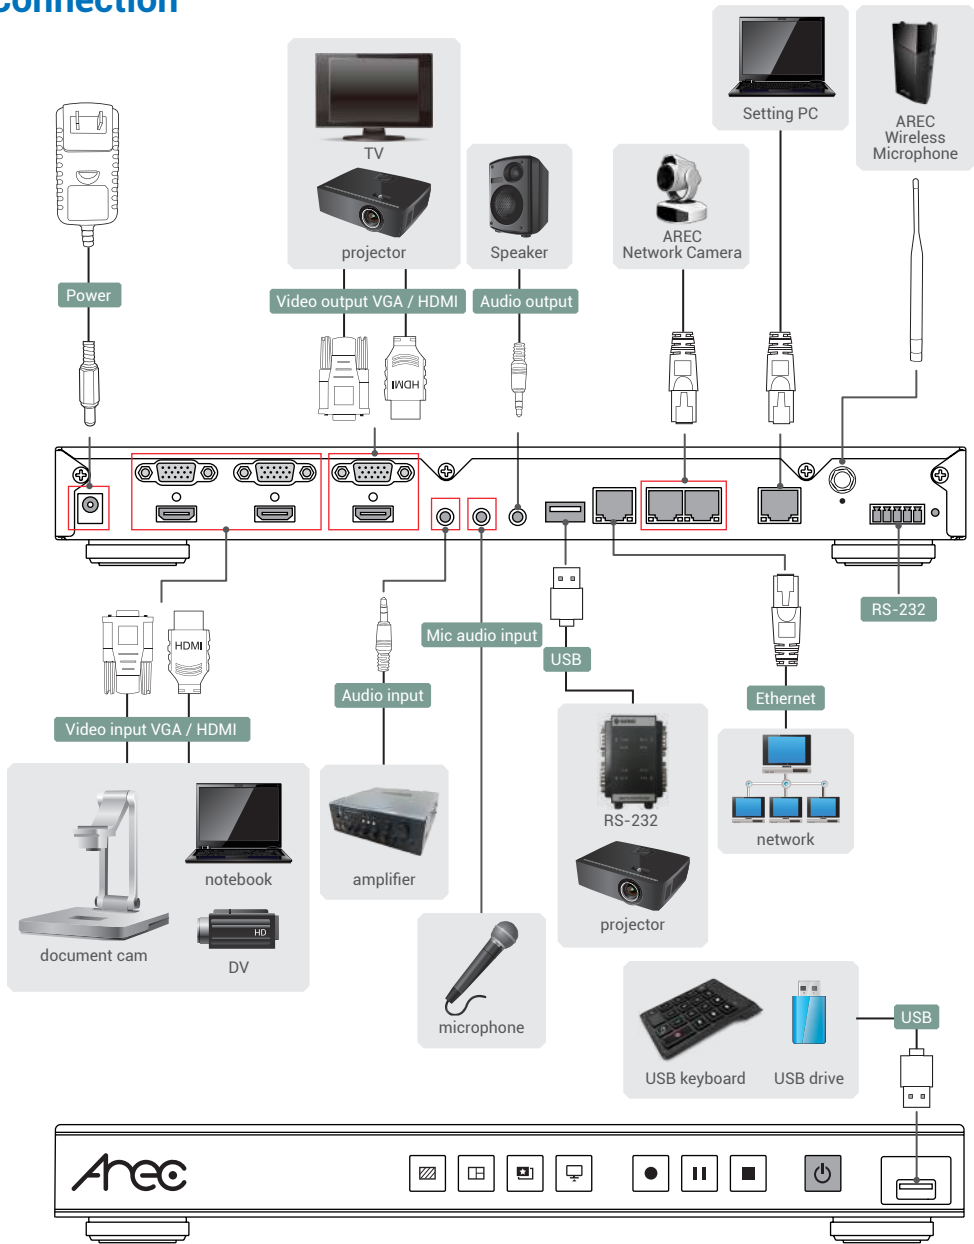 Connection
Setting PC
AREC
Wireless
Microphone
TV
projector
Speaker
AREC
Network Camera
Power
Video output VGA / HDMI
Audio output
HDMI
RS-232
HDMI
Mic audio input
USB
Audio input
Ethernet
Video input VGA / HDMI
RS-232
network
notebook
amplifier
HD
document cam
DV
projector
microphone
USB
USB keyboard
USB drive
Arec